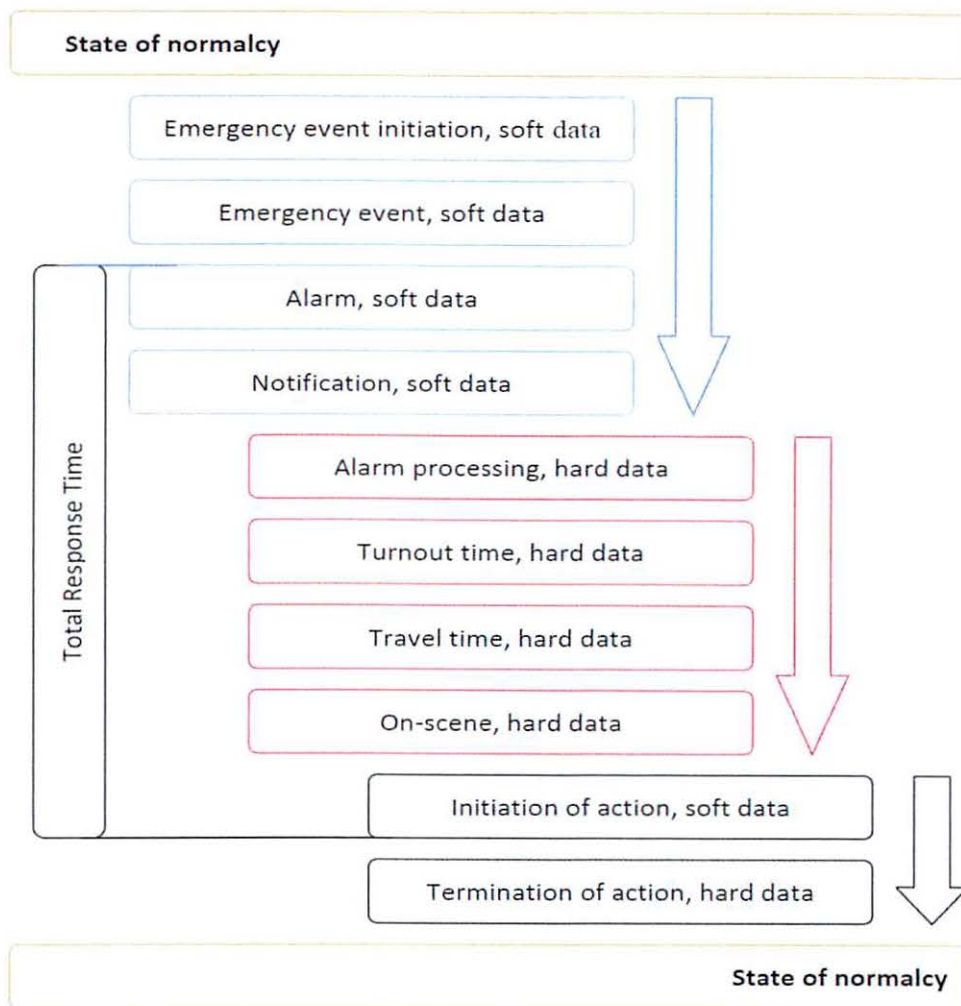 State of normalcy
Emergency event initiation, soft data
Emergency event, soft data
Alarm, soft data
Notification, soft data
Total Response Time
Alarm processing, hard data
Turnout time, hard data
Travel time, hard data
On-scene, hard data
Initiation of action, soft data
Termination of action, hard data
State of normalcy